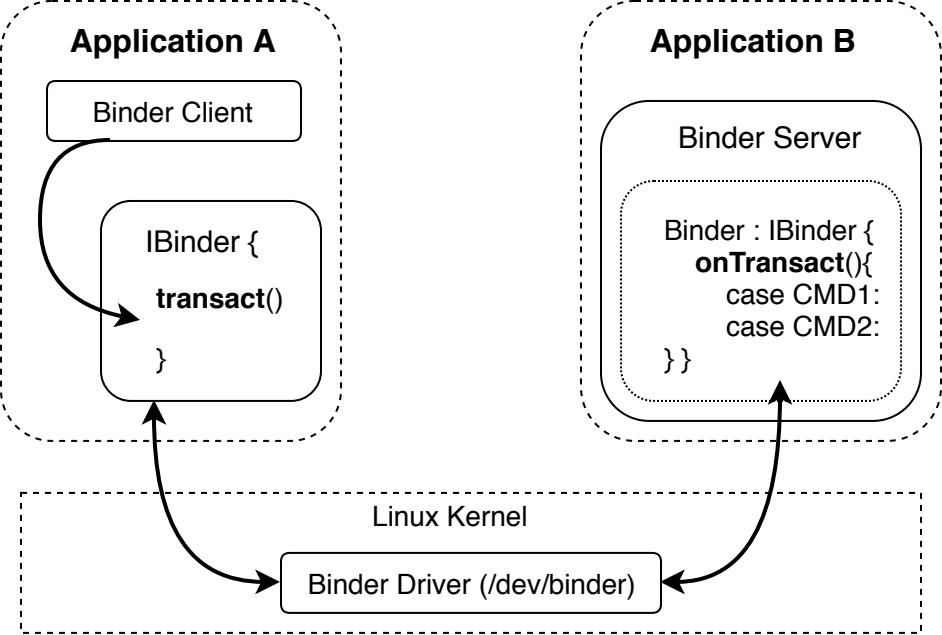 Application A
Binder Client
IBinder {
transact()
}
Application B
Binder Server
Binder : IBinder {
onTransact(){
case CMD1:
case CMD2:
} }
Linux Kernel
Binder Driver (/dev/binder)